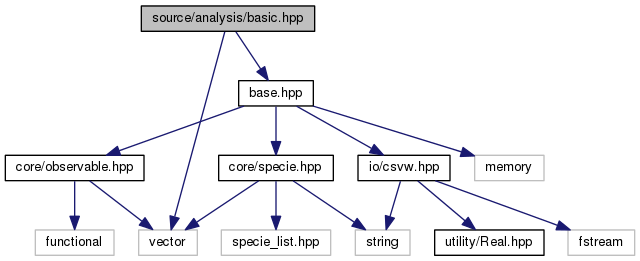 source/analysis/basic.hpp
base.hpp
core/observable.hpp
core/specie.hpp
io/csvw.hpp
memory
functional
vector
specie_list.hpp
string
utility/Real.hpp
fstream